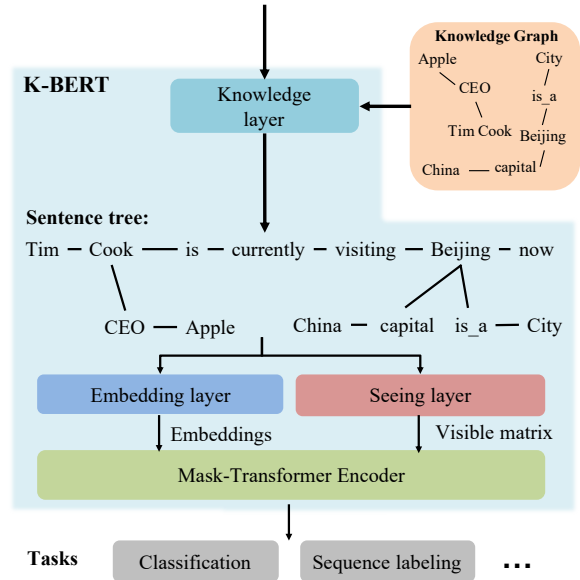 Knowledge Graph
Apple
City
CEO
is_a
Tim Cook
Beijing
China
capital
K-BERT
Knowledge
layer
Sentence tree:
Tim Cook is currently visiting Beijing now
CEO Apple China capital is_a City
Embedding layer
Seeing layer
Embeddings
Visible matrix
Mask-Transformer Encoder
Tasks
Classification
Sequence labeling
...